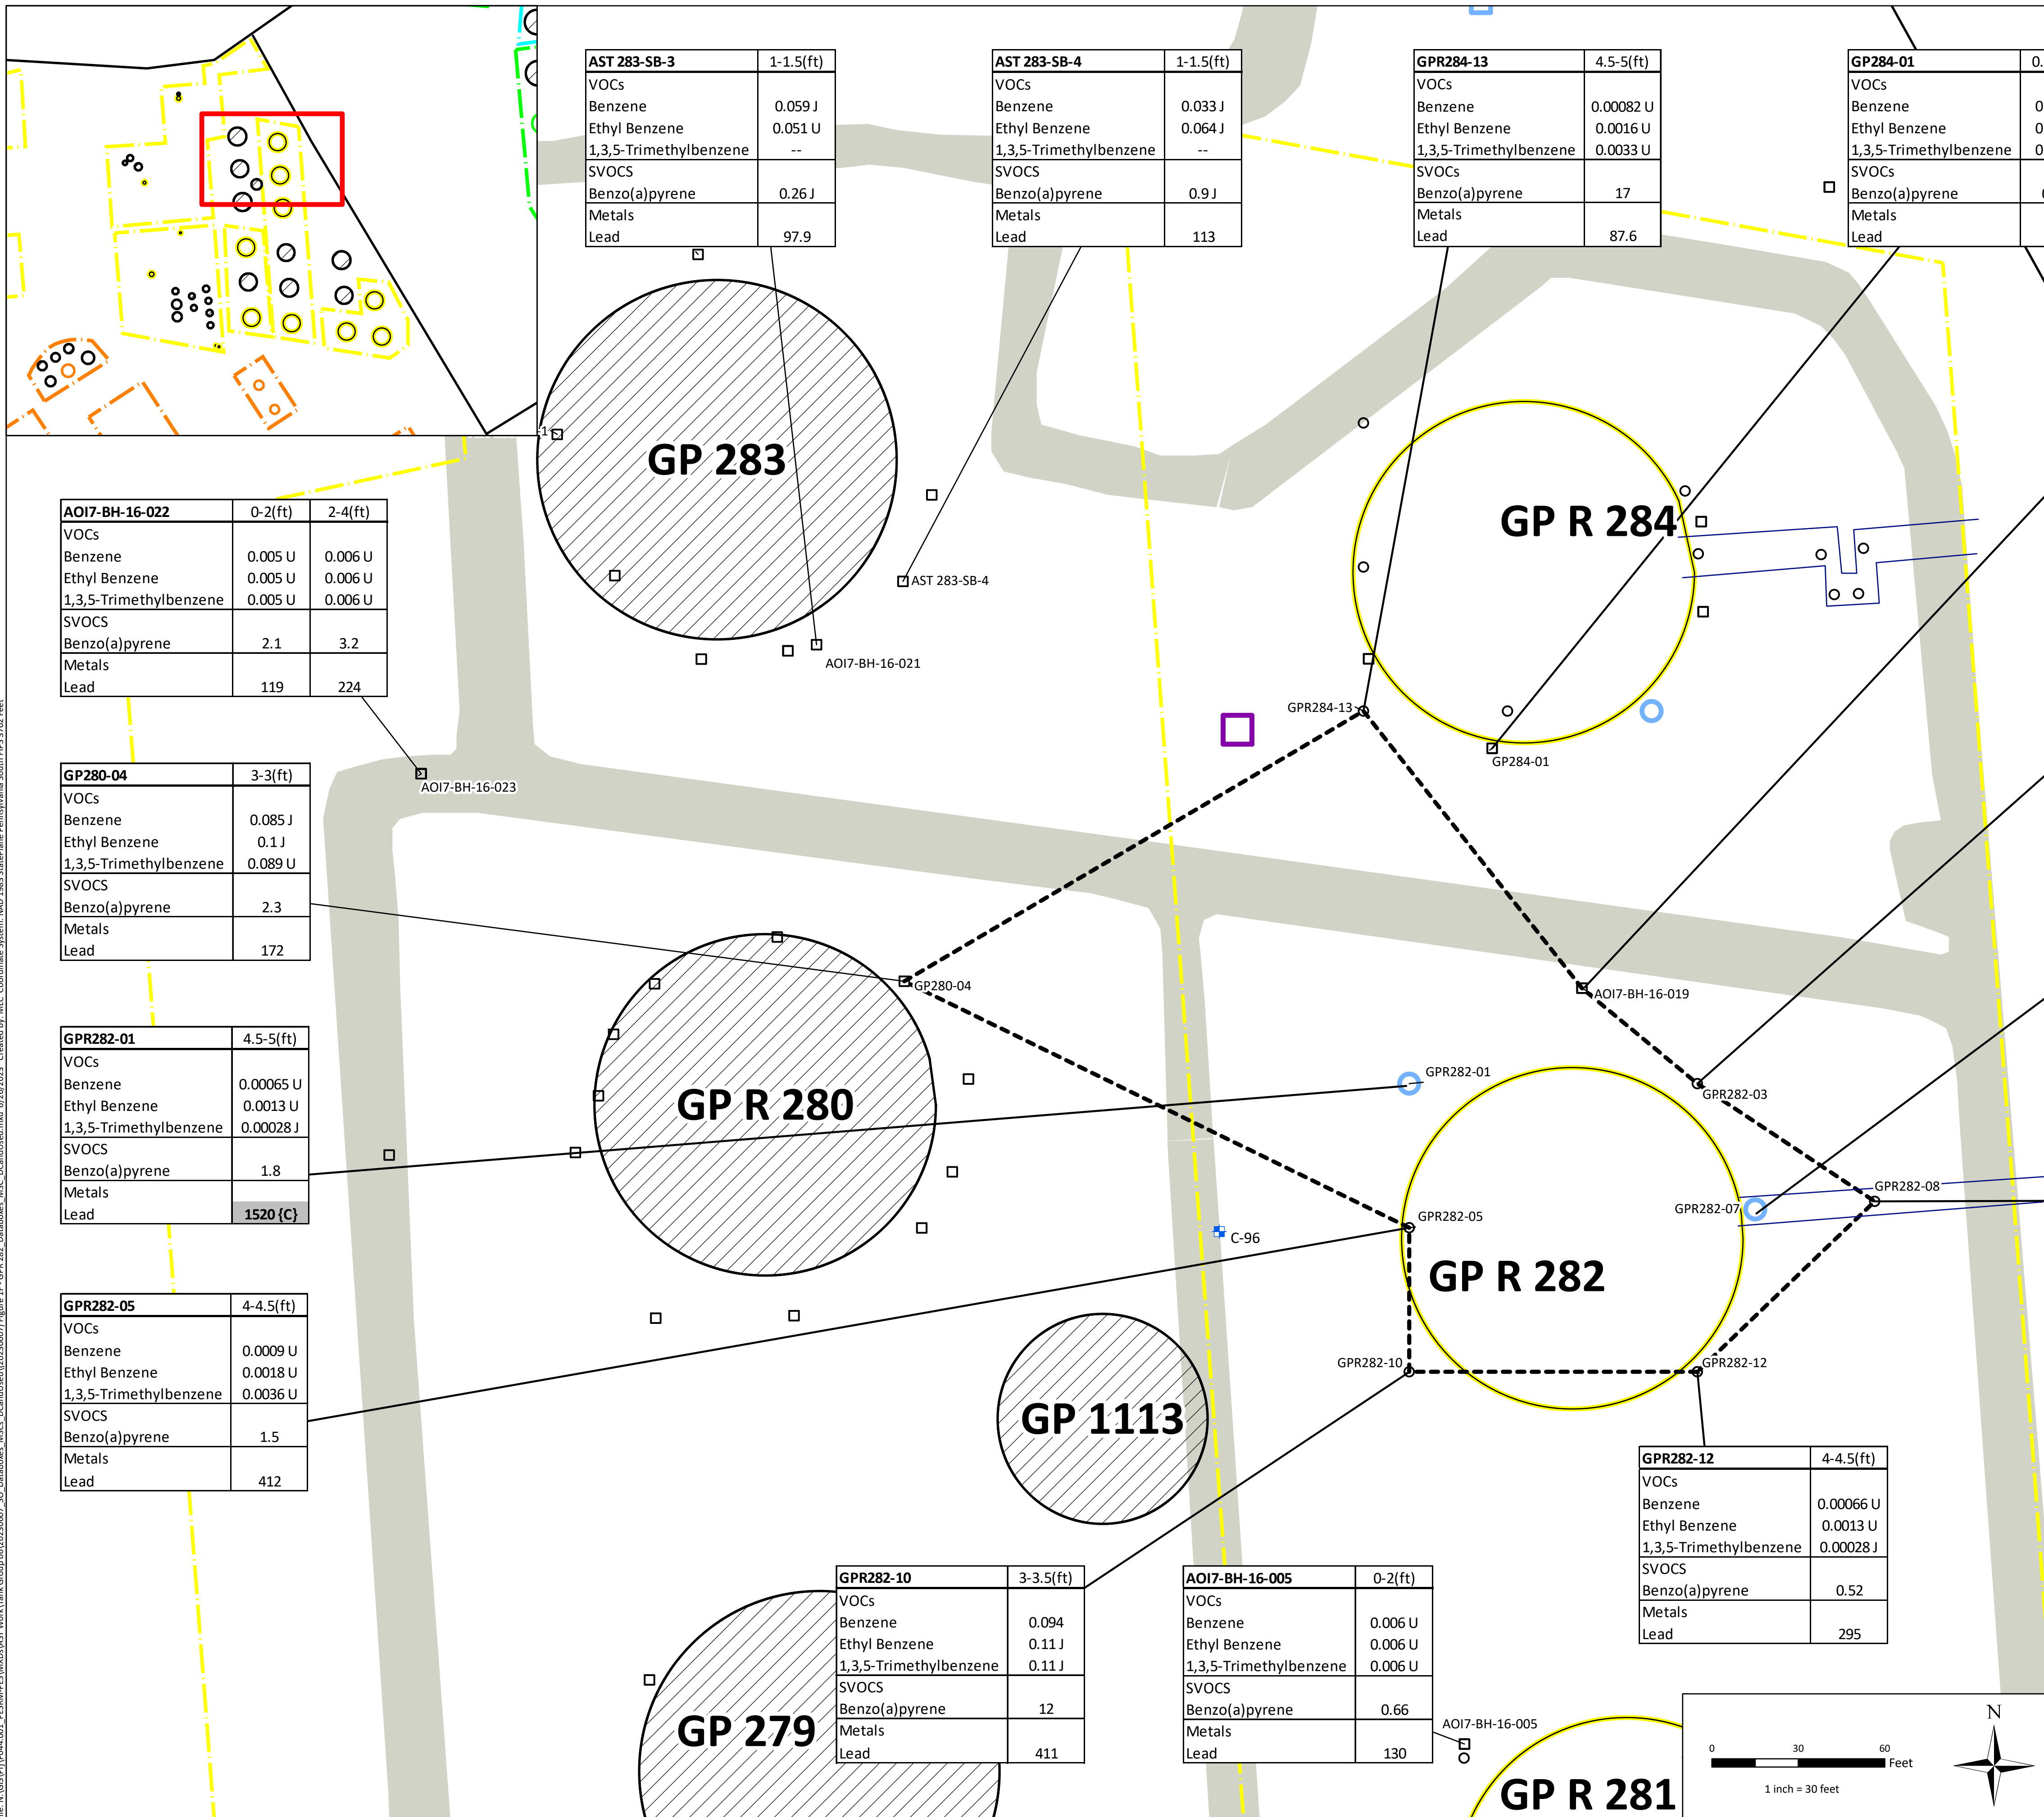 AST 283-SB-3 1-1.5(ft)
VOCs
Benzene 0.059 J
Ethyl Benzene 0.051 U
1,3,5-Trimethylbenzene --
SVOCS
Benzo(a)pyrene 0.26 J
Metals
Lead 97.9
AST 283-SB-4 1-1.5(ft)
VOCs
Benzene 0.033 J
Ethyl Benzene 0.064 J
1,3,5-Trimethylbenzene --
SVOCS
Benzo(a)pyrene 0.9 J
Metals
Lead 113
GPR284-13 4.5-5(ft)
VOCs
Benzene 0.00082 U
Ethyl Benzene 0.0016 U
1,3,5-Trimethylbenzene 0.0033 U
SVOCs
Benzo(a)pyrene 17
Metals
Lead 87.6
GP284-01 0.
VOCs
Benzene 0.
Ethyl Benzene 0.
1,3,5-Trimethylbenzene 0.
SVOCs
Benzo(a)pyrene
Metals
Lead
GP 283
GP R 284
AST 283-SB-4
AOI7-BH-16-021
AOI7-BH-16-022 0-2(ft) 2-4(ft)
VOCs
Benzene 0.005 U 0.006 U
Ethyl Benzene 0.005 U 0.006 U
1,3,5-Trimethylbenzene 0.005 U 0.006 U
SVOCS
Benzo(a)pyrene 2.1 3.2
Metals
Lead 119 224
GPR284-13
GP284-01
AOI7-BH-16-023
GP280-04 3-3(ft)
VOCs
Benzene 0.085 J
Ethyl Benzene 0.1 J
1,3,5-Trimethylbenzene 0.089 U
SVOCS
Benzo(a)pyrene 2.3
Metals
Lead 172
GP280-04
AOI7-BH-16-019
GPR282-01 4.5-5(ft)
VOCs
Benzene 0.00065 U
Ethyl Benzene 0.0013 U
1,3,5-Trimethylbenzene 0.00028 J
SVOCS
Benzo(a)pyrene 1.8
Metals
Lead 1520 {C}
GP R 280
GPR282-01
GPR282-03
GPR282-08
GPR282-07
GPR282-05
C-96
GP R 282
GPR282-05 4-4.5(ft)
VOCs
Benzene 0.0009 U
Ethyl Benzene 0.0018 U
1,3,5-Trimethylbenzene 0.0036 U
SVOCS
Benzo(a)pyrene 1.5
Metals
Lead 412
GPR282-10
GPR282-12
GP 1113
GPR282-12 4-4.5(ft)
VOCs
Benzene 0.00066 U
Ethyl Benzene 0.0013 U
1,3,5-Trimethylbenzene 0.00028 J
SVOCS
Benzo(a)pyrene 0.52
Metals
Lead 295
GPR282-10 3-3.5(ft)
VOCs
Benzene 0.094
Ethyl Benzene 0.11 J
1,3,5-Trimethylbenzene 0.11 J
SVOCS
Benzo(a)pyrene 12
Metals
Lead 411
AOI7-BH-16-005 0-2(ft)
VOCs
Benzene 0.006 U
Ethyl Benzene 0.006 U
1,3,5-Trimethylbenzene 0.006 U
SVOCS
Benzo(a)pyrene 0.66
Metals
Lead 130
AOI7-BH-16-005
GP 279
GP R 281
N
0 30 60
Feet
1 inch = 30 feet